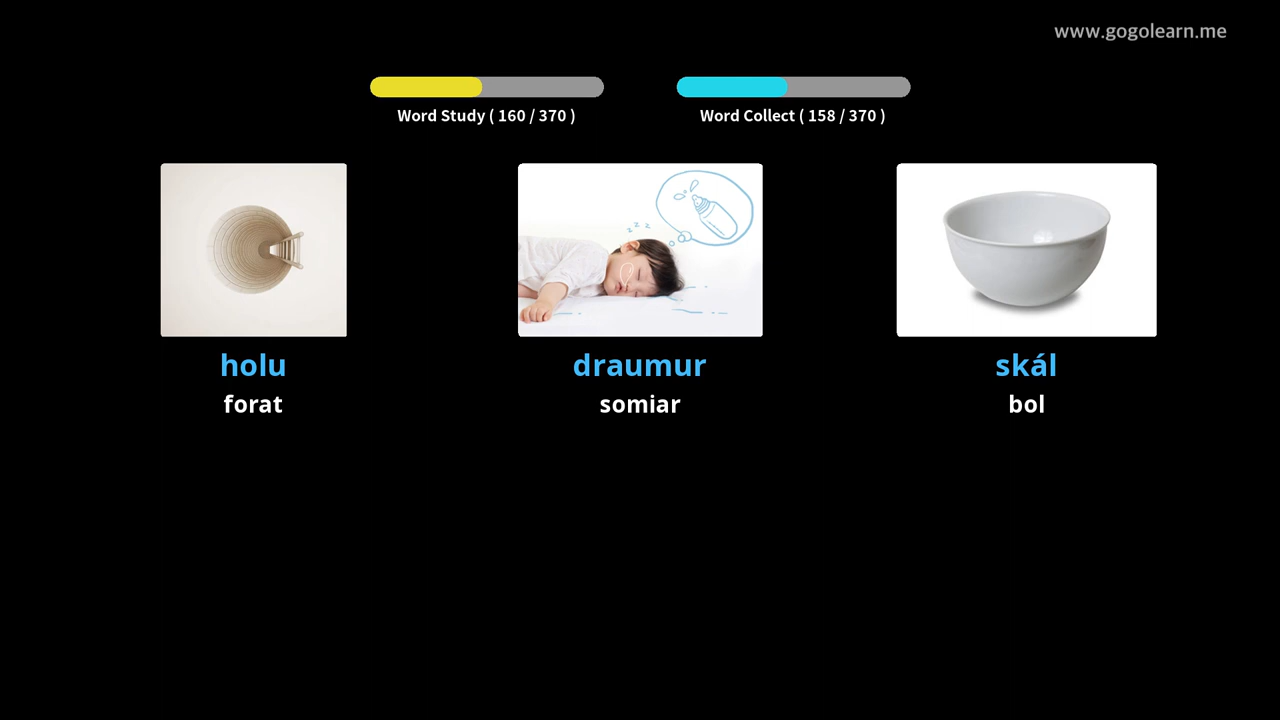 www.gogolearn.me
Word Study ( 160 / 370 )
Word Collect ( 158 / 370 )
holu
forat
draumur
somiar
skál
bol